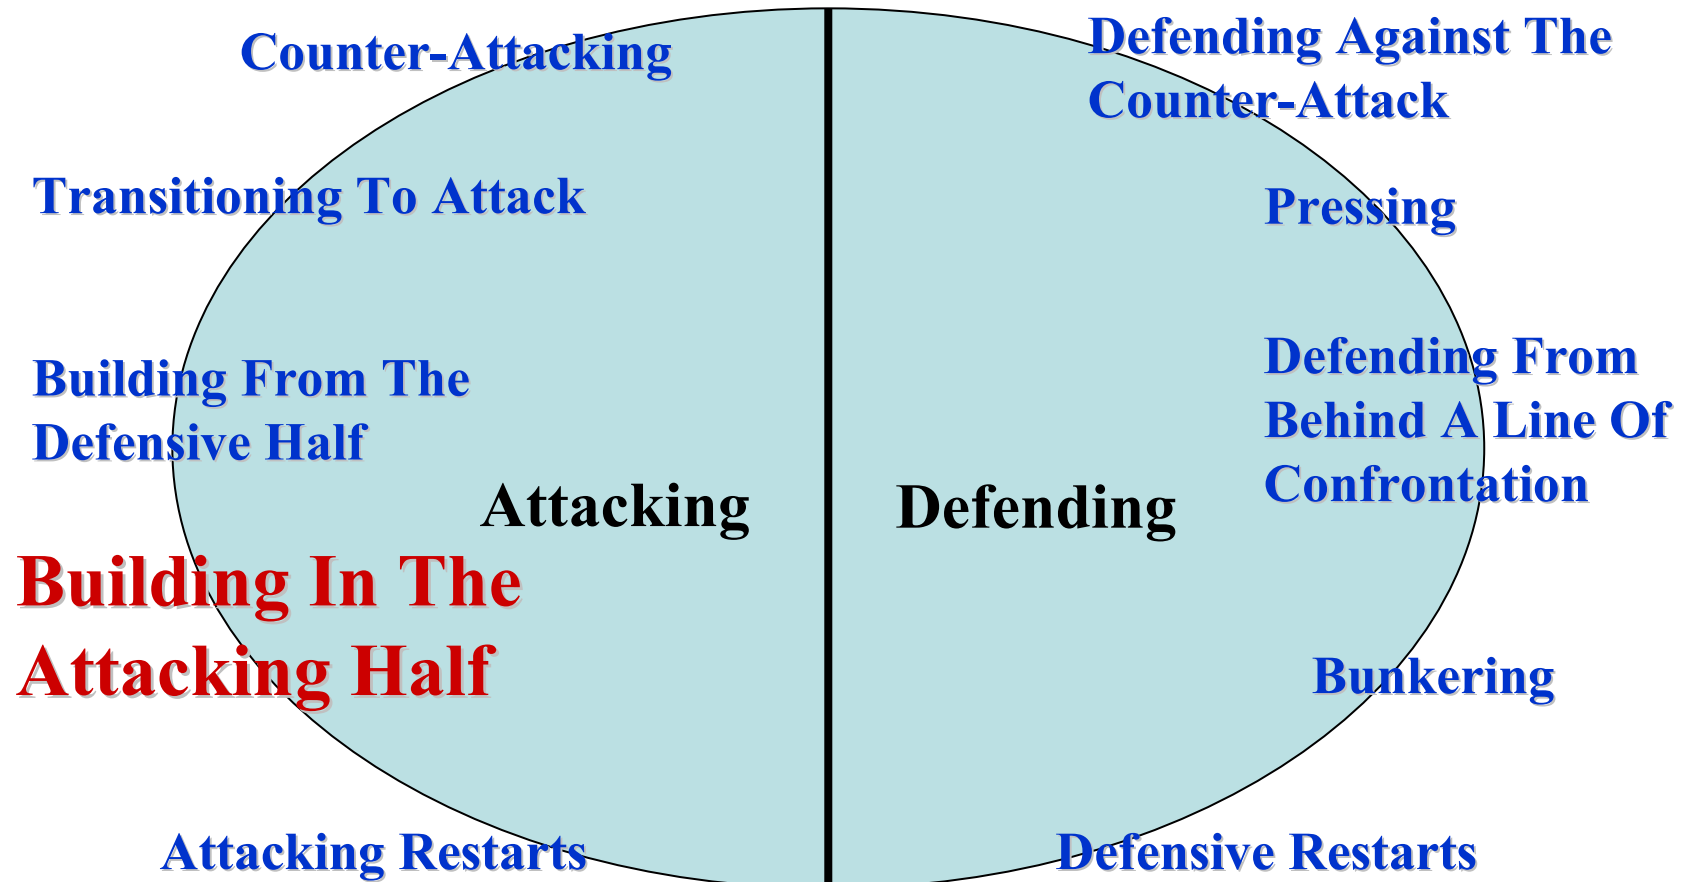 Counter-Attacking
Transitioning To Attack
Building From The
Defensive Half
Attacking
Building In The
Attacking Half
Attacking Restarts
Defending Against The
Counter-Attack
Pressing
Defending From
Behind A Line Of
Confrontation
Defending
Bunkering
Defensive Restarts